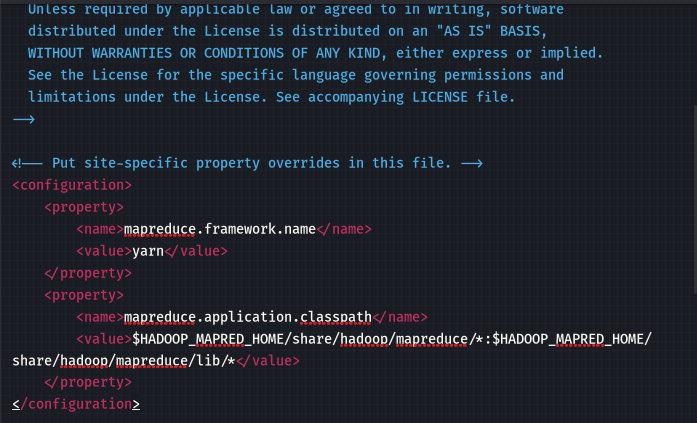 Unless required by applicable law or agreed to in writing, software
distributed under the License is distributed on an "AS IS" BASIS,
WITHOUT WARRANTIES OR CONDITIONS OF ANY KIND, either express or implied.
See the License for the specific language governing permissions and
limitations under the License. See accompanying LICENSE file.
-->
<!-- Put site-specific property overrides in this file. -->
<configuration>
<property>
<name>mapreduce.framework.name</name>
<value>yarn</value>
</property>
<property>
<name>mapreduce.application.classpath</name>
<value>$HADOOP_MAPRED_HOME/share/hadoop/mapreduce/*:$HADOOP_MAPRED_HOME/
share/hadoop/mapreduce/lib/*</value>
</property>
</configuration>